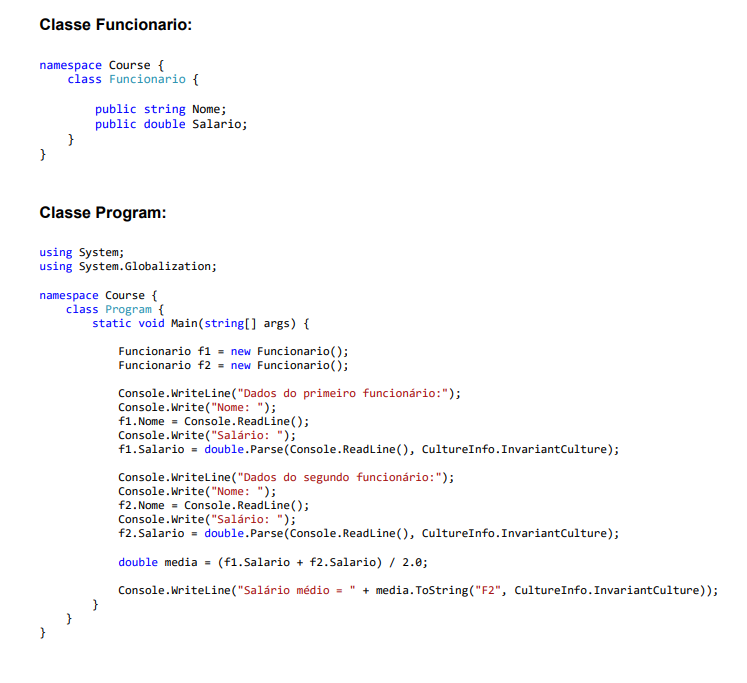 Classe Funcionario:
namespace Course {
class Funcionario {
public string Nome;
public double Salario;
}
}
Classe Program:
using System;
using System.Globalization;
namespace Course {
class Program {
static void Main(string[] args) {
Funcionario f1 = new Funcionario();
Funcionario f2 = new Funcionario();
Console.WriteLine("Dados do primeiro funcionário:");
Console.Write("Nome: ");
f1.Nome = Console.ReadLine();
Console.Write("Salário: ");
f1.Salario = double.Parse(Console.ReadLine(), CultureInfo.InvariantCulture);
Console.WriteLine("Dados do segundo funcionário:");
Console.Write("Nome: ");
f2.Nome = Console.ReadLine();
Console.Write("Salário: ");
f2.Salario = double.Parse(Console.ReadLine(), CultureInfo.InvariantCulture);
double media = (f1.Salario + f2.Salario) / 2.0;
Console.WriteLine("Salário médio = " + media.ToString("F2", CultureInfo.InvariantCulture));
}
}
}